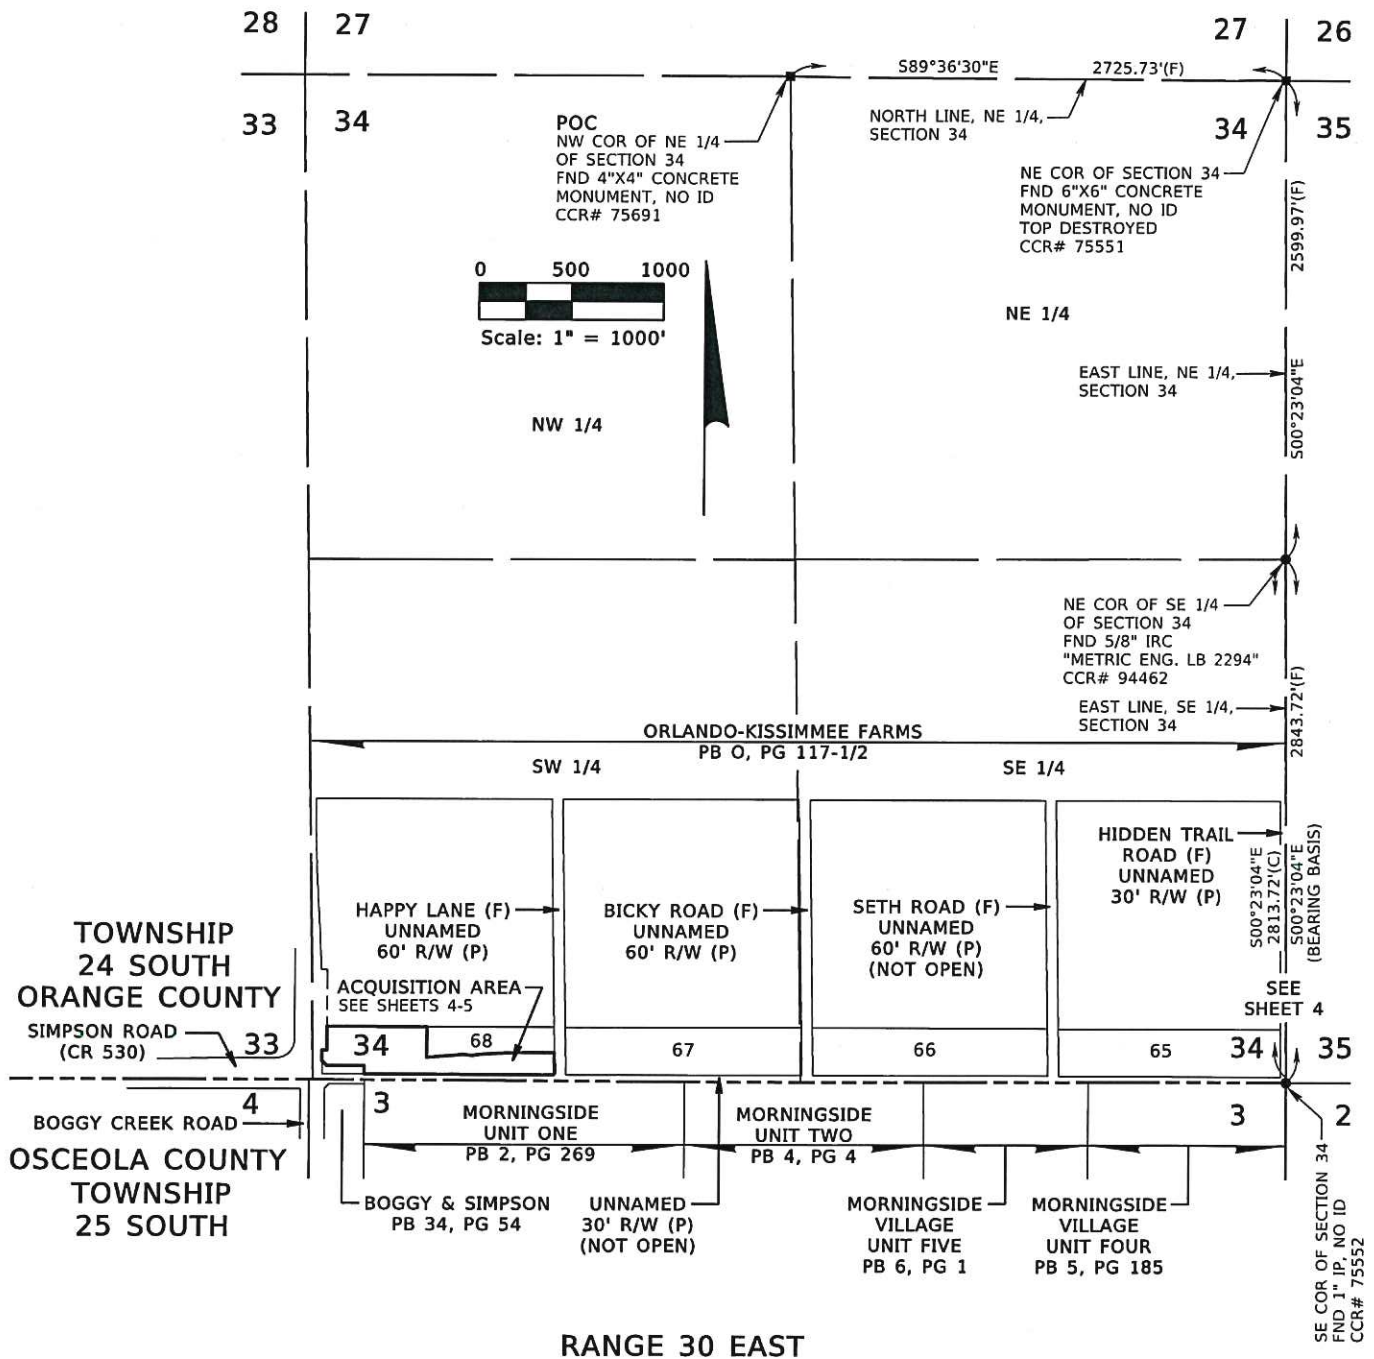 28 27
27 26
S89°36'30"E 2725.73'(F)
33 34
34 35
POC
NW COR OF NE 1/4
OF SECTION 34
FND 4"X4" CONCRETE
MONUMENT, NO ID
CCR# 75691
NORTH LINE, NE 1/4,
SECTION 34
NE COR OF SECTION 34
FND 6"X6" CONCRETE
MONUMENT, NO ID
TOP DESTROYED
CCR# 75551
2599.97'(F)
S00°23'04"E
0 500 1000
Scale: 1" = 1000'
NE 1/4
EAST LINE, NE 1/4,
SECTION 34
NW 1/4
NE COR OF SE 1/4
OF SECTION 34
FND 5/8" IRC
"METRIC ENG. LB 2294"
CCR# 94462
EAST LINE, SE 1/4,
SECTION 34
2843.72'(F)
S00°23'04"E
(BEARING BASIS)
ORLANDO-KISSIMMEE FARMS
PB O, PG 117-1/2
SW 1/4
SE 1/4
HIDDEN TRAIL
ROAD (F)
UNNAMED
30' R/W (P)
S00°23'04"E
2813.72'(C)
HAPPY LANE (F)
UNNAMED
60' R/W (P)
BICKY ROAD (F)
UNNAMED
60' R/W (P)
SETH ROAD (F)
UNNAMED
60' R/W (P)
(NOT OPEN)
TOWNSHIP
24 SOUTH
ORANGE COUNTY
ACQUISITION AREA
SEE SHEETS 4-5
SEE
SHEET 4
SIMPSON ROAD
(CR 530)
33 34 68 67 66 65 34 35
4 3
3 2
BOGGY CREEK ROAD
MORNINGSIDE
UNIT ONE
PB 2, PG 269
MORNINGSIDE
UNIT TWO
PB 4, PG 4
OSCEOLA COUNTY
TOWNSHIP
25 SOUTH
BOGGY & SIMPSON
PB 34, PG 54
UNNAMED
30' R/W (P)
(NOT OPEN)
MORNINGSIDE
VILLAGE
UNIT FIVE
PB 6, PG 1
MORNINGSIDE
VILLAGE
UNIT FOUR
PB 5, PG 185
SE COR OF SECTION 34
FND 1" IP, NO ID
CCR# 75552
RANGE 30 EAST